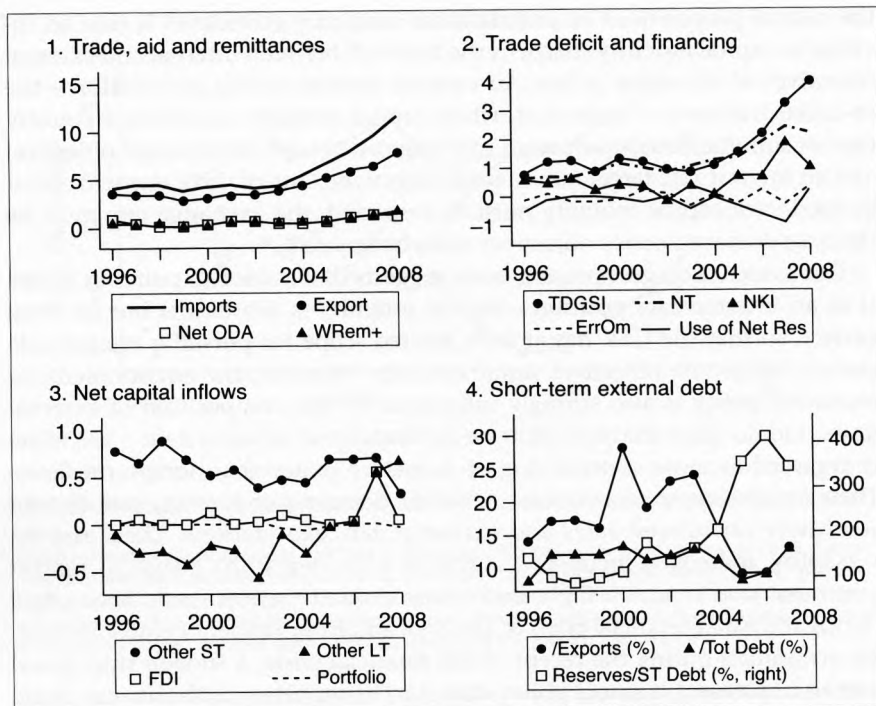 1. Trade, aid and remittances
15
10
5
0
1996 2000 2004 2008
Imports Export
Net ODA WRem+
2. Trade deficit and financing
4
3
2
1
0
−1
1996 2000 2004 2008
TDGSI NT NKI
ErrOm Use of Net Res
3. Net capital inflows
1.0
0.5
0
−0.5
1996 2000 2004 2008
Other ST Other LT
FDI Portfolio
4. Short-term external debt
30
25
20
15
10
400
300
200
100
1996 2000 2004 2008
/Exports (%) /Tot Debt (%)
Reserves/ST Debt (%, right)